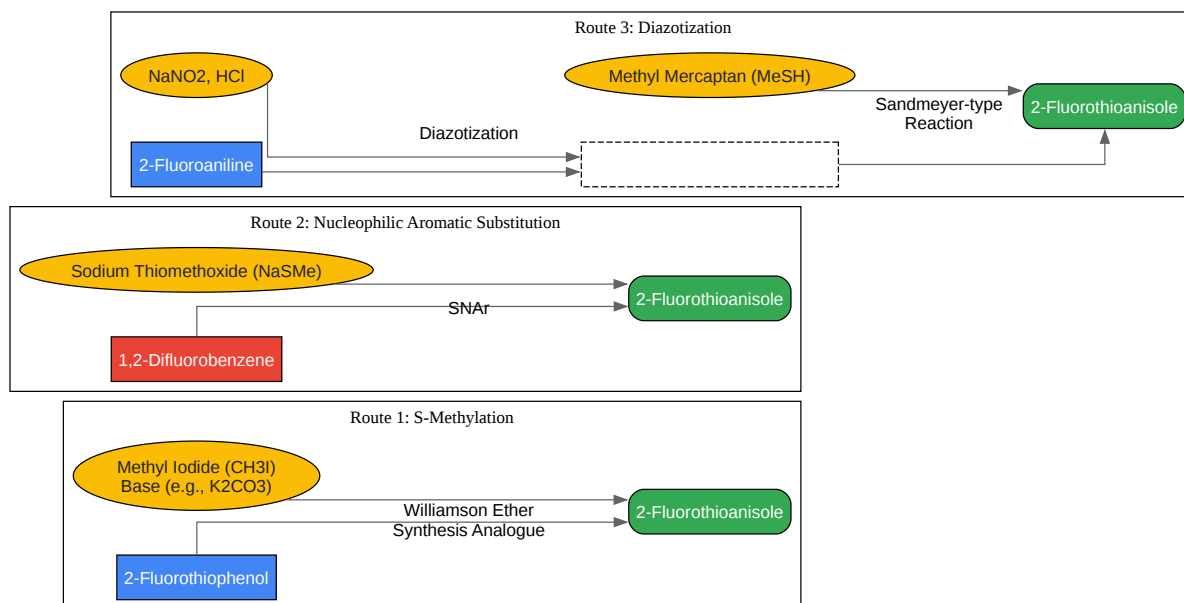 Route 3: Diazotization
NaNO2, HCl
Methyl Mercaptan (MeSH)
2-Fluorothioanisole
Sandmeyer-type
Reaction
Diazotization
2-Fluoroaniline
Route 2: Nucleophilic Aromatic Substitution
Sodium Thiomethoxide (NaSMe)
2-Fluorothioanisole
SNAr
1,2-Difluorobenzene
Route 1: S-Methylation
Methyl Iodide (CH3I)
Base (e.g., K2CO3)
2-Fluorothioanisole
Williamson Ether
Synthesis Analogue
2-Fluorothiophenol